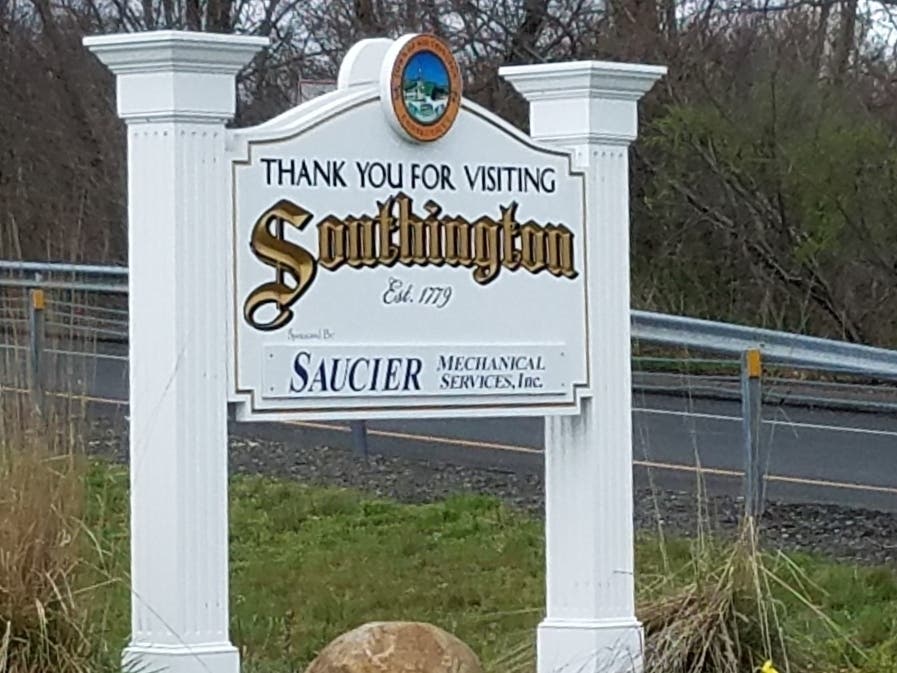 THANK YOU FOR VISITING
Southington
Est. 1779
Sponsored By:
SAUCIER MECHANICAL
SERVICES, Inc.